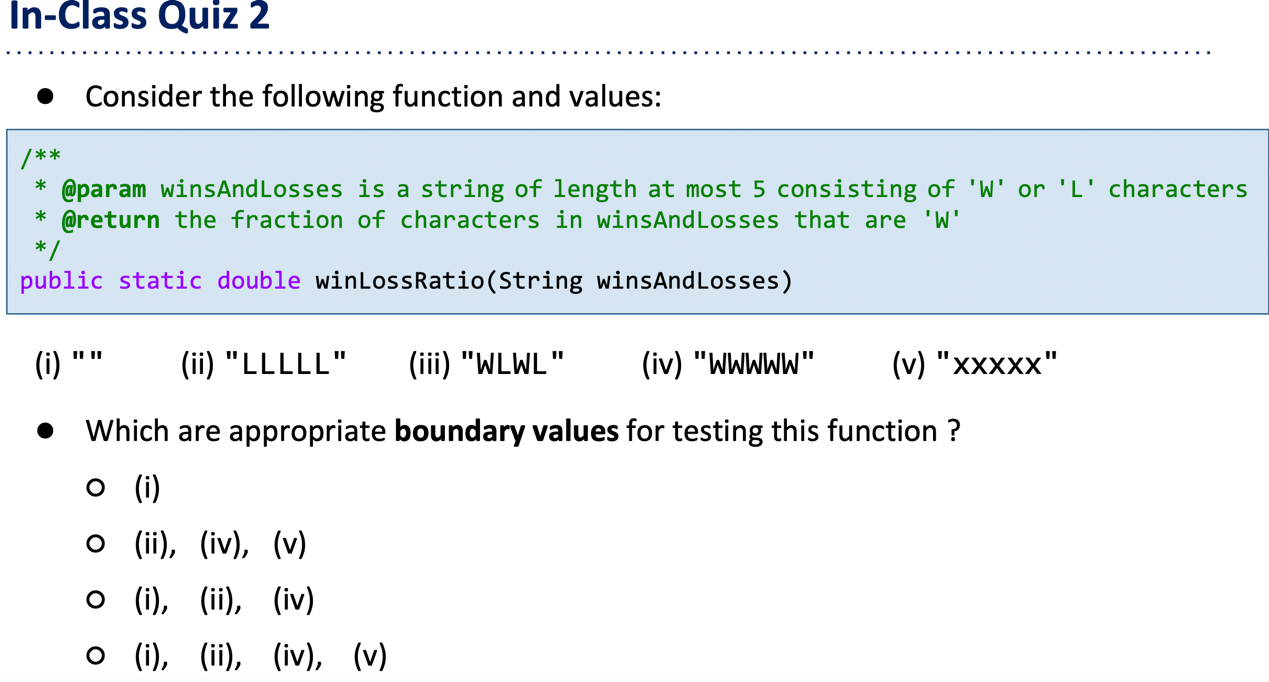 In-Class Quiz 2
● Consider the following function and values:
/**
 * @param winsAndLosses is a string of length at most 5 consisting of 'W' or 'L' characters
 * @return the fraction of characters in winsAndLosses that are 'W'
 */
public static double winLossRatio(String winsAndLosses)
(i) "" (ii) "LLLLL" (iii) "WLWL" (iv) "WWWWW" (v) "xxxxx"
● Which are appropriate boundary values for testing this function ?
○ (i)
○ (ii), (iv), (v)
○ (i), (ii), (iv)
○ (i), (ii), (iv), (v)